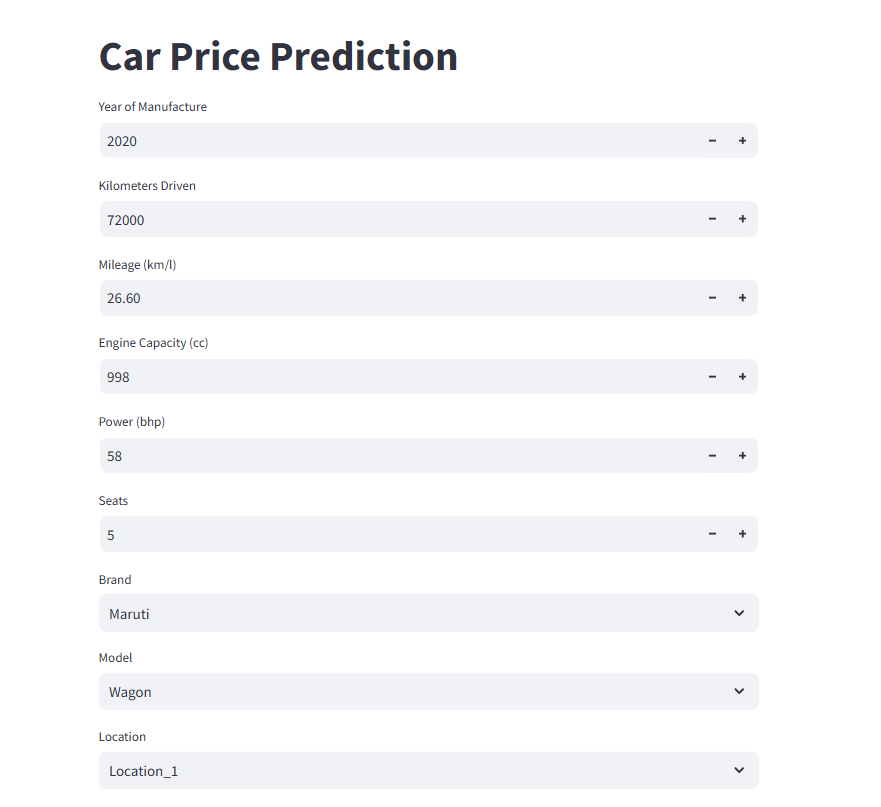 Car Price Prediction
Year of Manufacture
2020
Kilometers Driven
72000
Mileage (km/l)
26.60
Engine Capacity (cc)
998
Power (bhp)
58
Seats
5
Brand
Maruti
Model
Wagon
Location
Location_1